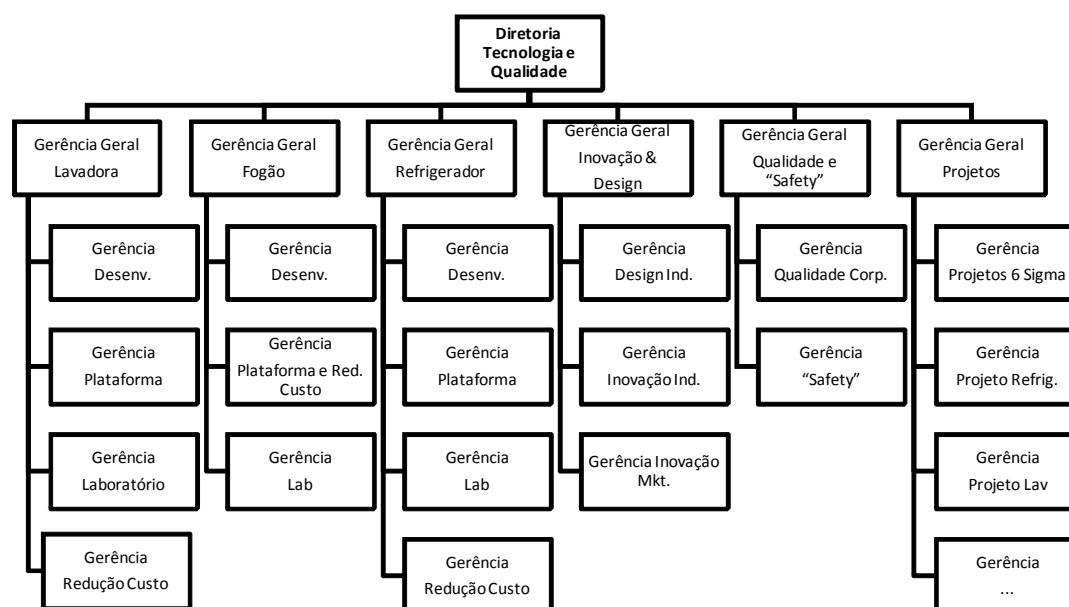 Diretoria
Tecnologia e
Qualidade
Gerência Geral
Lavadora
Gerência Geral
Fogão
Gerência Geral
Refrigerador
Gerência Geral
Inovação &
Design
Gerência Geral
Qualidade e
“Safety”
Gerência Geral
Projetos
Gerência
Desenv.
Gerência
Desenv.
Gerência
Desenv.
Gerência
Design Ind.
Gerência
Qualidade Corp.
Gerência
Projetos 6 Sigma
Gerência
Plataforma
Gerência
Plataforma e Red.
Custo
Gerência
Plataforma
Gerência
Inovação Ind.
Gerência
“Safety”
Gerência
Projeto Refrig.
Gerência
Laboratório
Gerência
Lab
Gerência
Lab
Gerência Inovação
Mkt.
Gerência
Projeto Lav
Gerência
Redução Custo
Gerência
Redução Custo
Gerência
...